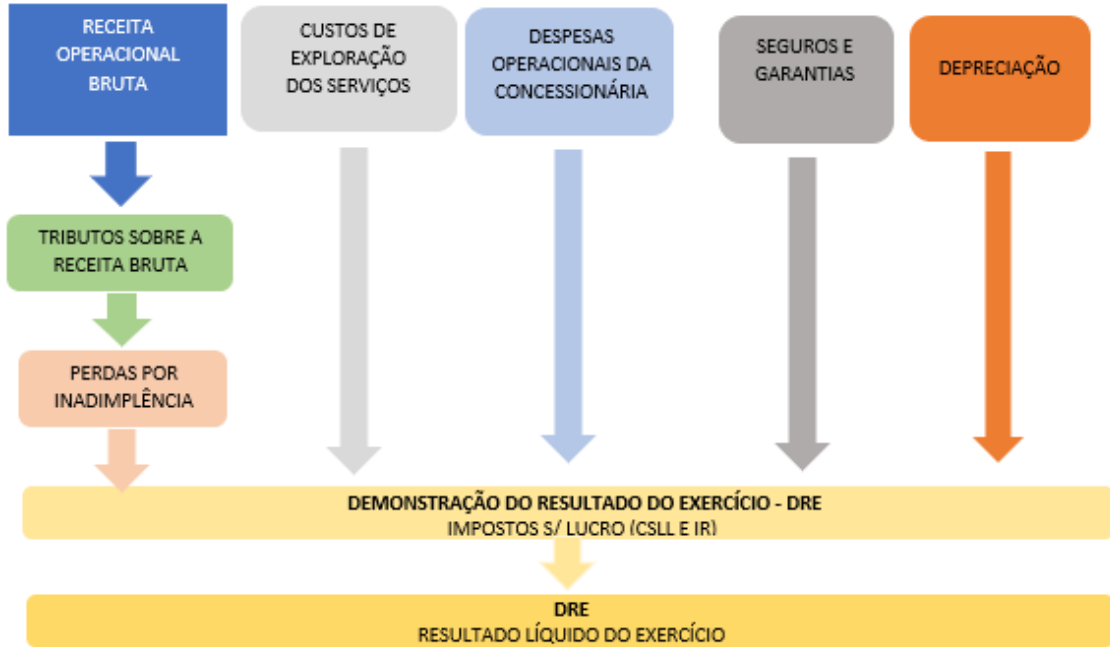 RECEITA
OPERACIONAL
BRUTA
CUSTOS DE
EXPLORAÇÃO
DOS SERVIÇOS
DESPESAS
OPERACIONAIS DA
CONCESSIONÁRIA
SEGUROS E
GARANTIAS
DEPRECIAÇÃO
TRIBUTOS SOBRE A
RECEITA BRUTA
PERDAS POR
INADIMPLÊNCIA
DEMONSTRAÇÃO DO RESULTADO DO EXERCÍCIO - DRE
IMPOSTOS S/ LUCRO (CSLL E IR)
DRE
RESULTADO LÍQUIDO DO EXERCÍCIO